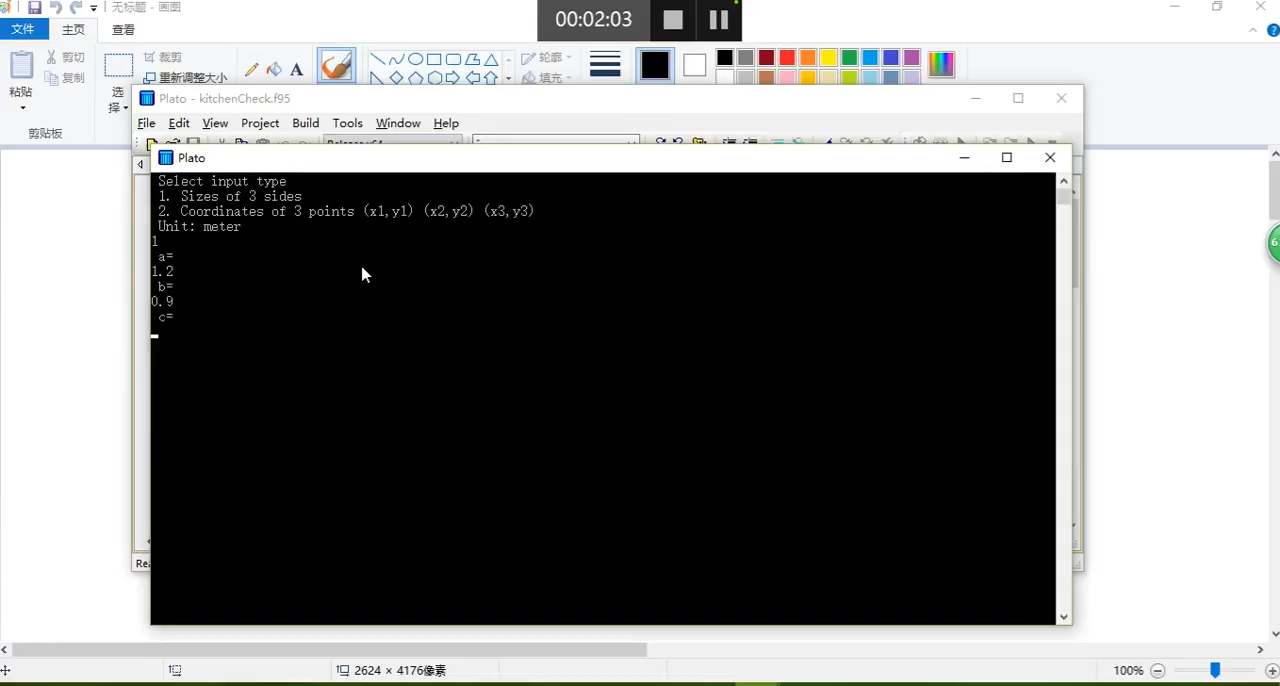 无标题 - 画图
00:02:03
文件 主页 查看
剪切
裁剪
轮廓
粘贴
复制
选择
重新调整大小
填充
剪贴板
Plato - kitchenCheck.f95
File Edit View Project Build Tools Window Help
Release x64
Plato
Select input type
1. Sizes of 3 sides
2. Coordinates of 3 points (x1,y1) (x2,y2) (x3,y3)
Unit: meter
1
a=
1.2
b=
0.9
c=
6
Rea
2624 × 4176像素
100%